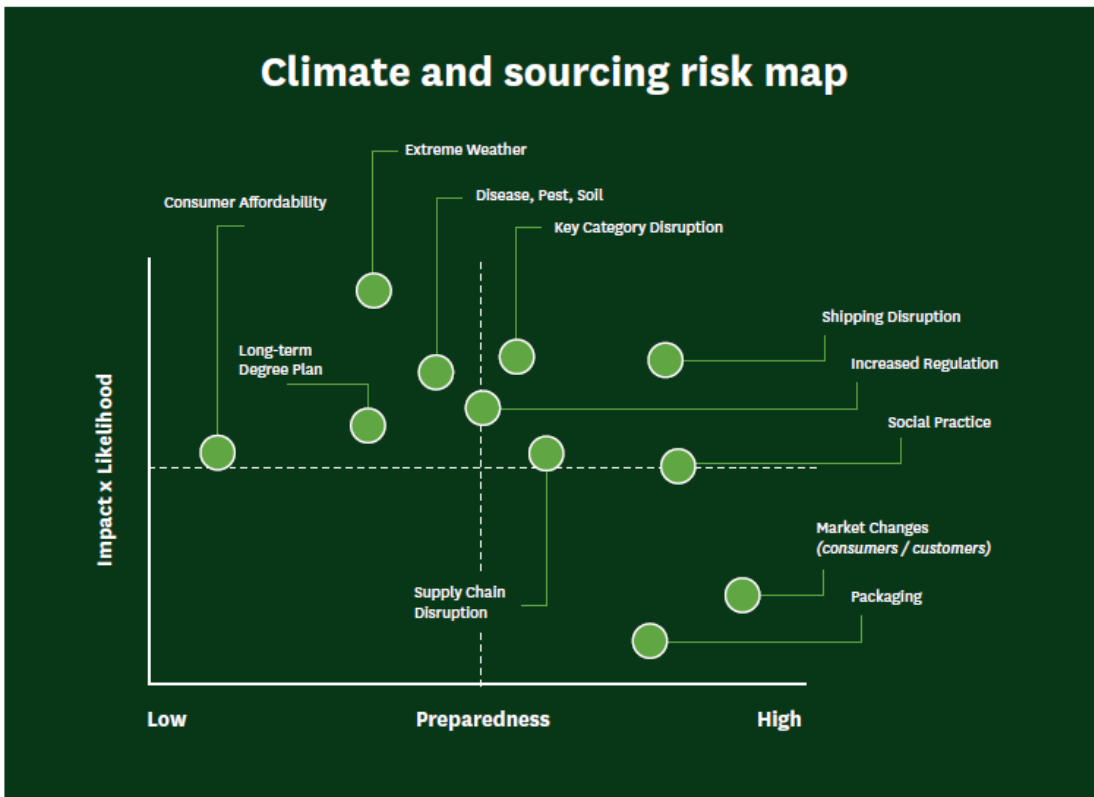 Climate and sourcing risk map
Extreme Weather
Disease, Pest, Soil
Consumer Affordability
Key Category Disruption
Shipping Disruption
Long-term
Degree Plan
Increased Regulation
Social Practice
Impact x Likelihood
Market Changes
(consumers / customers)
Supply Chain
Disruption
Packaging
Low
Preparedness
High